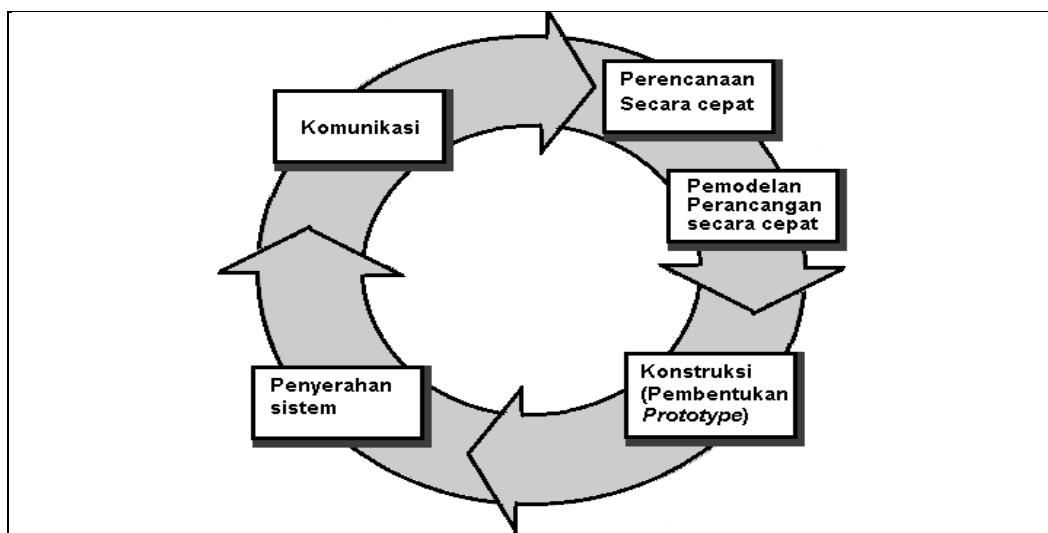 Komunikasi
Perencanaan
Secara cepat
Pemodelan
Perancangan
secara cepat
Konstruksi
(Pembentukan
Prototype)
Penyerahan
sistem